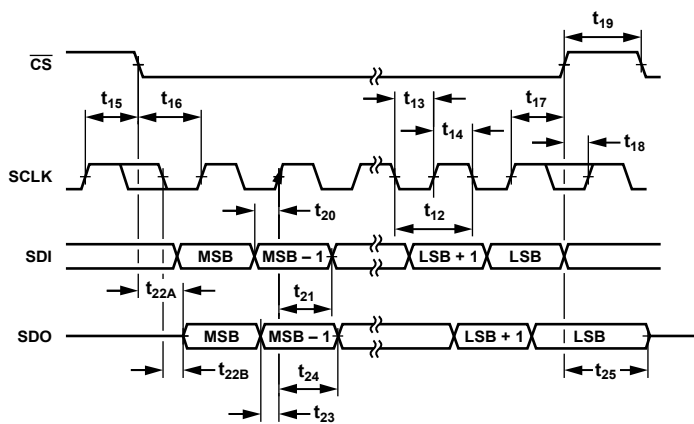 t19
CS
t15 t16 t13 t17
t14
t18
SCLK
t20 t12
SDI MSB MSB – 1 LSB + 1 LSB
t22A t21
SDO MSB MSB – 1 LSB + 1 LSB
t22B t24 t25
t23